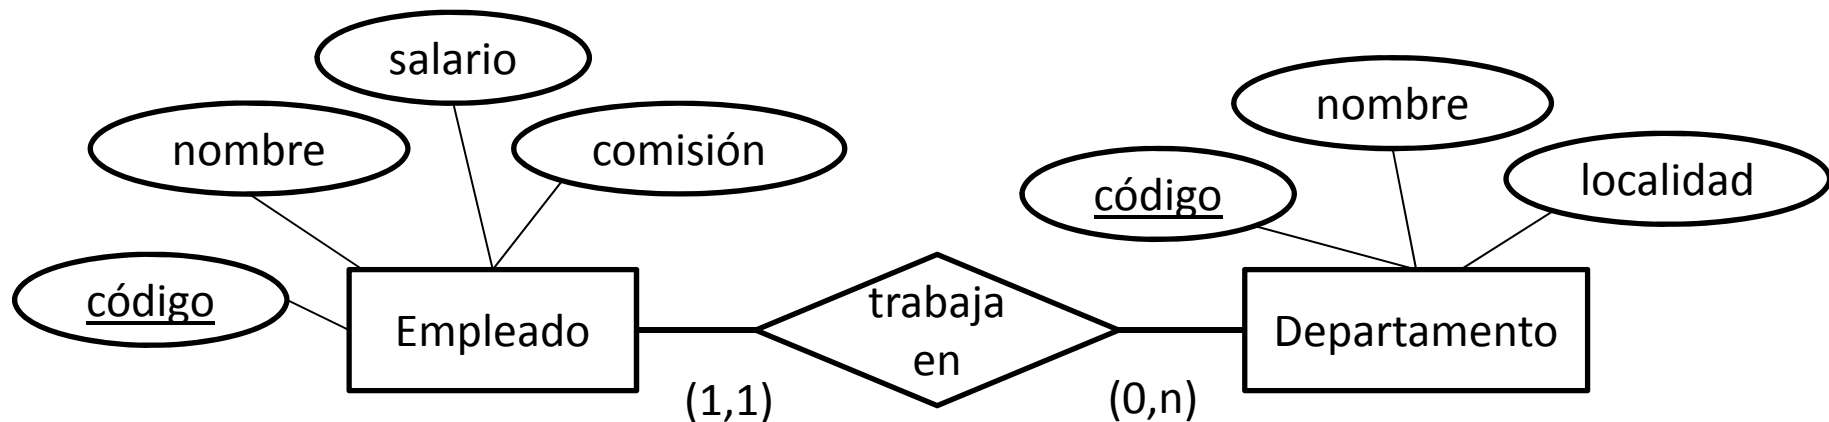 salario
nombre
comisión
código
Empleado
(1,1)
trabaja
en
(0,n)
nombre
código
localidad
Departamento